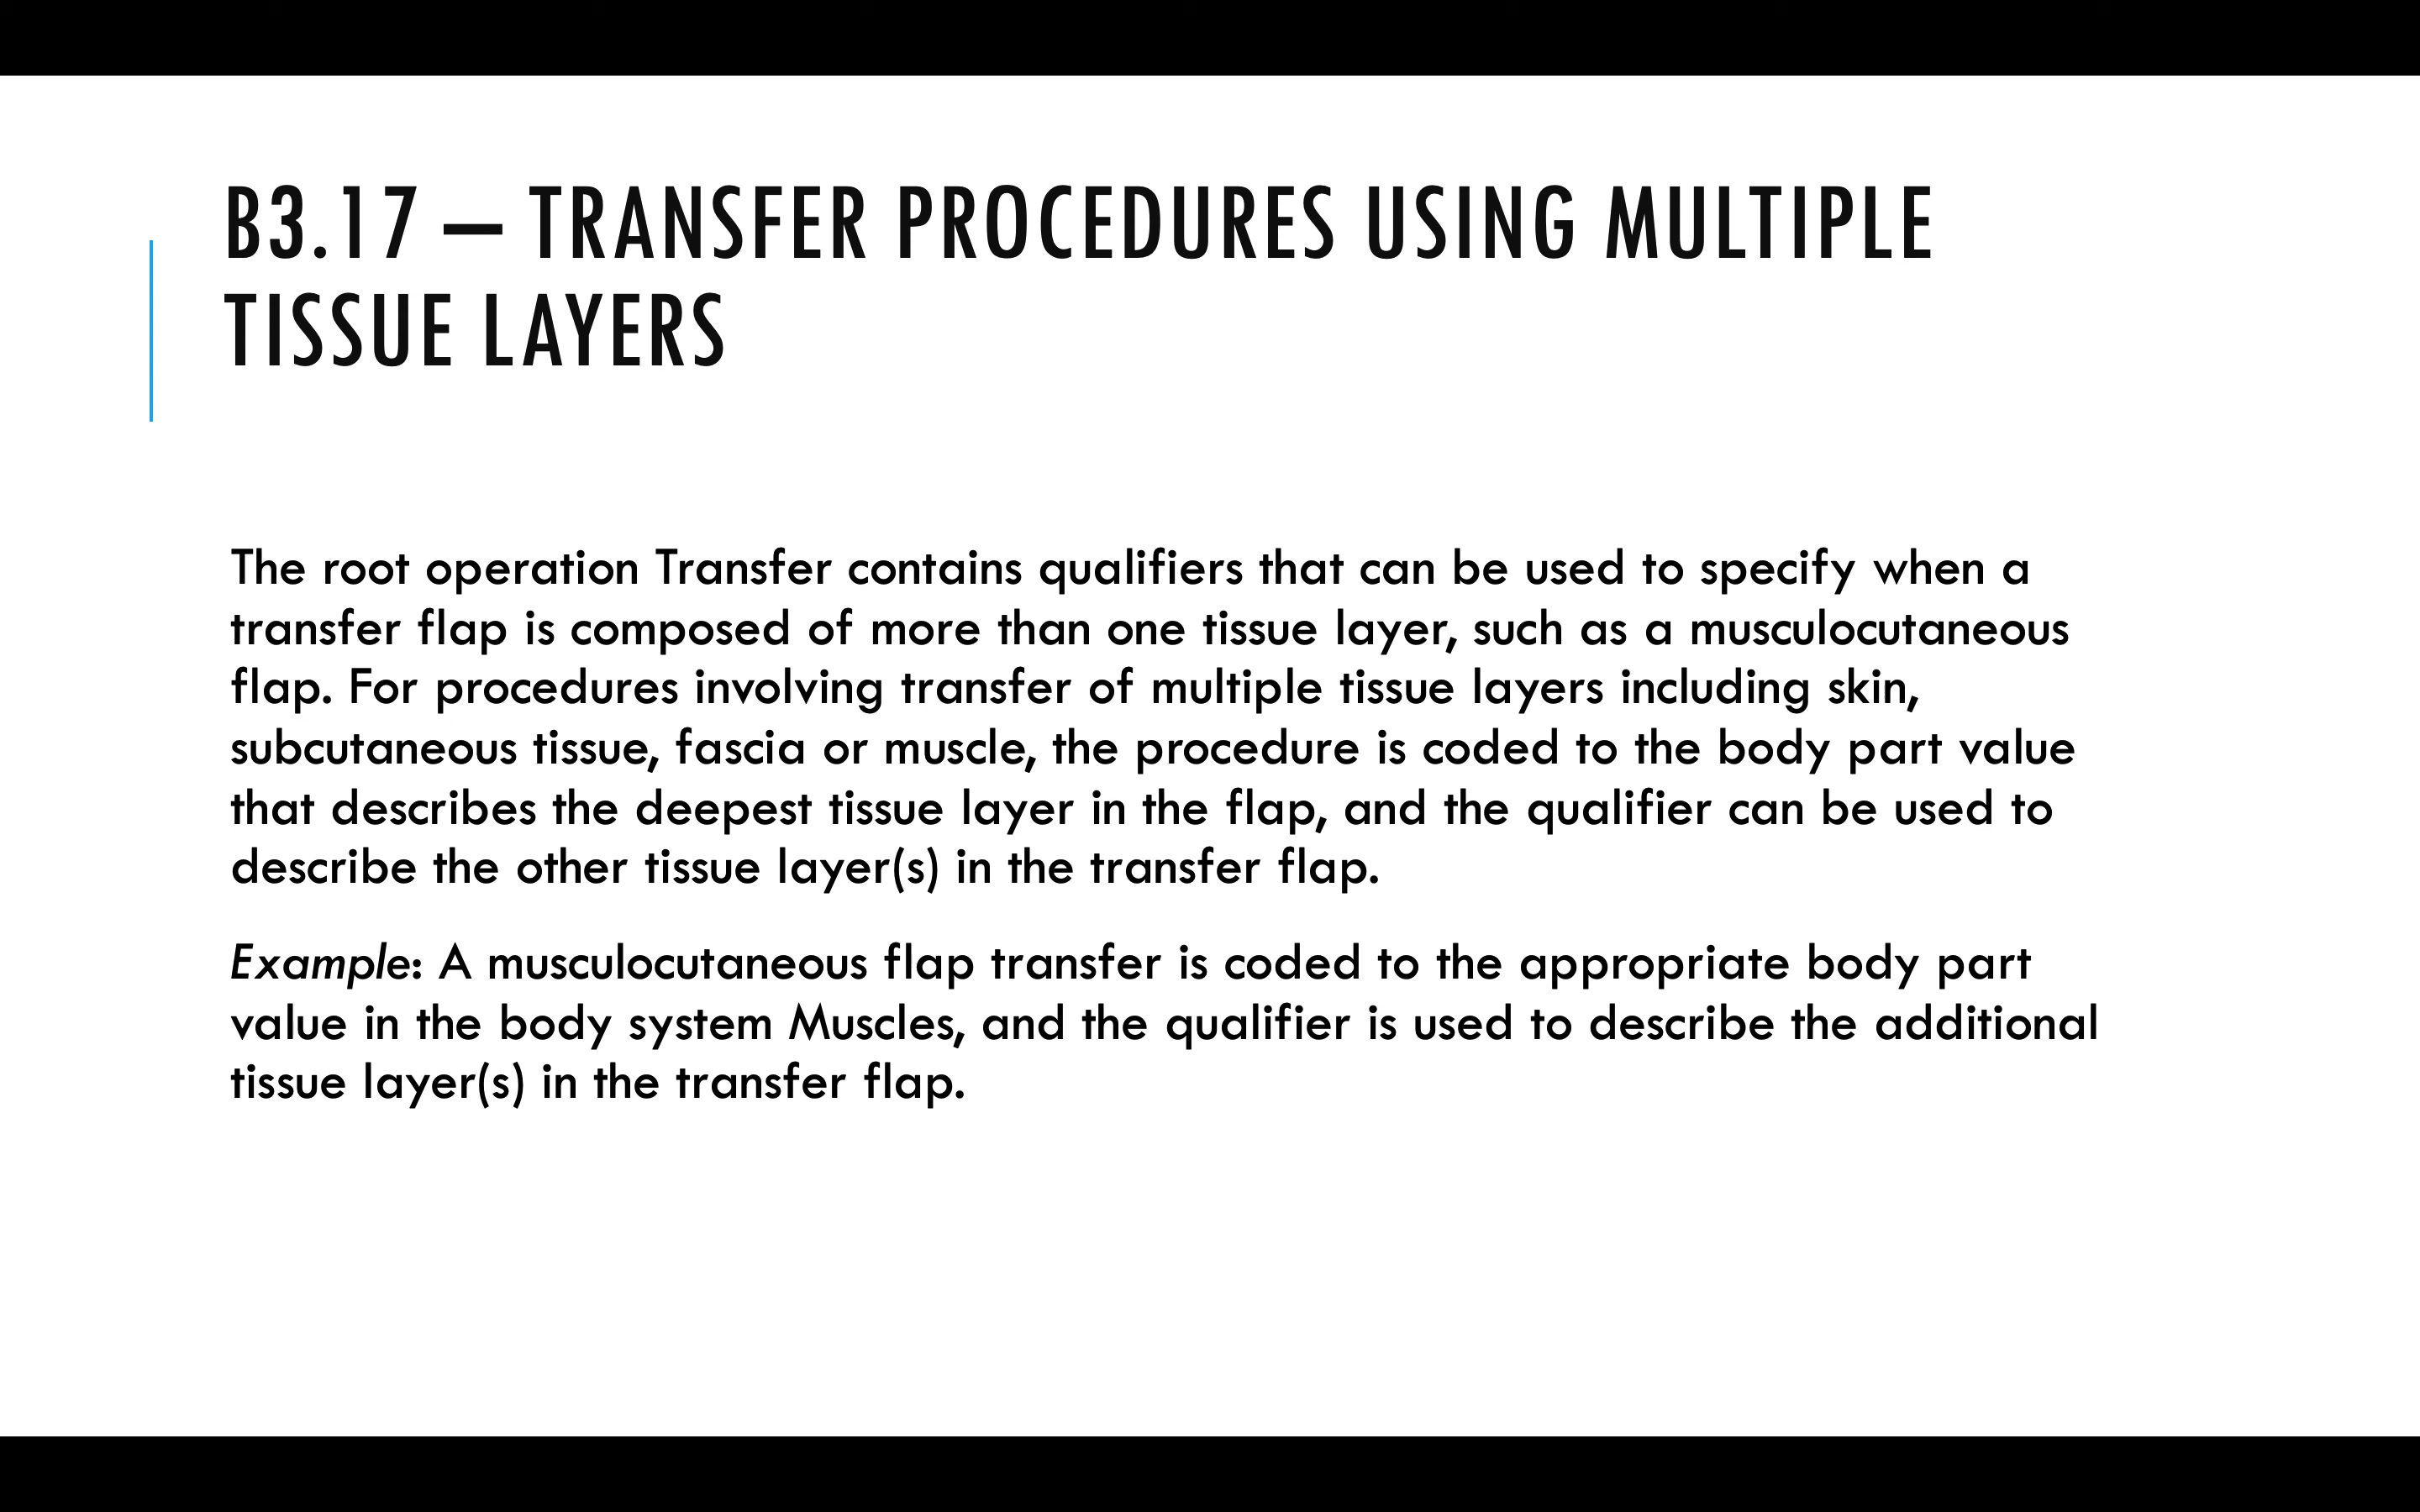 B3.17 – TRANSFER PROCEDURES USING MULTIPLE
TISSUE LAYERS
The root operation Transfer contains qualifiers that can be used to specify when a
transfer flap is composed of more than one tissue layer, such as a musculocutaneous
flap. For procedures involving transfer of multiple tissue layers including skin,
subcutaneous tissue, fascia or muscle, the procedure is coded to the body part value
that describes the deepest tissue layer in the flap, and the qualifier can be used to
describe the other tissue layer(s) in the transfer flap.
Example: A musculocutaneous flap transfer is coded to the appropriate body part
value in the body system Muscles, and the qualifier is used to describe the additional
tissue layer(s) in the transfer flap.